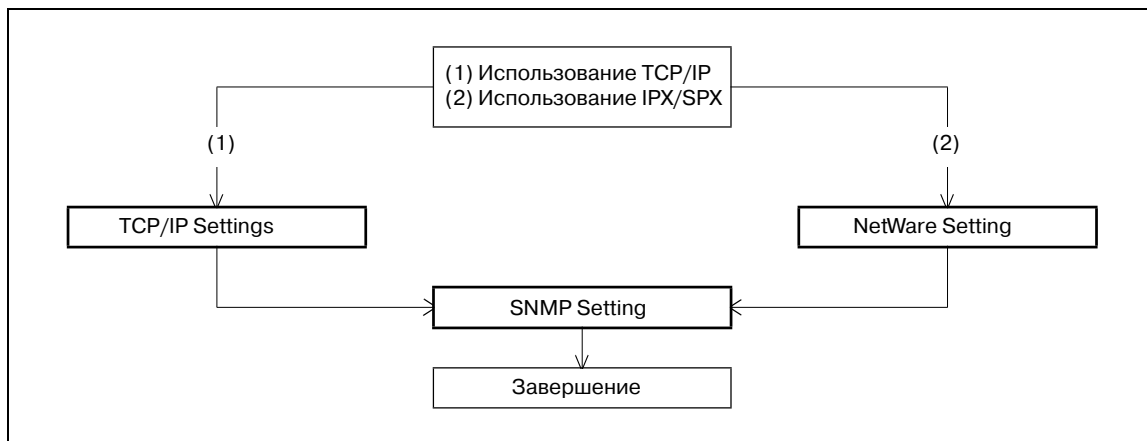 (1) Использование TCP/IP
(2) Использование IPX/SPX
(1)
(2)
TCP/IP Settings
NetWare Setting
SNMP Setting
Завершение